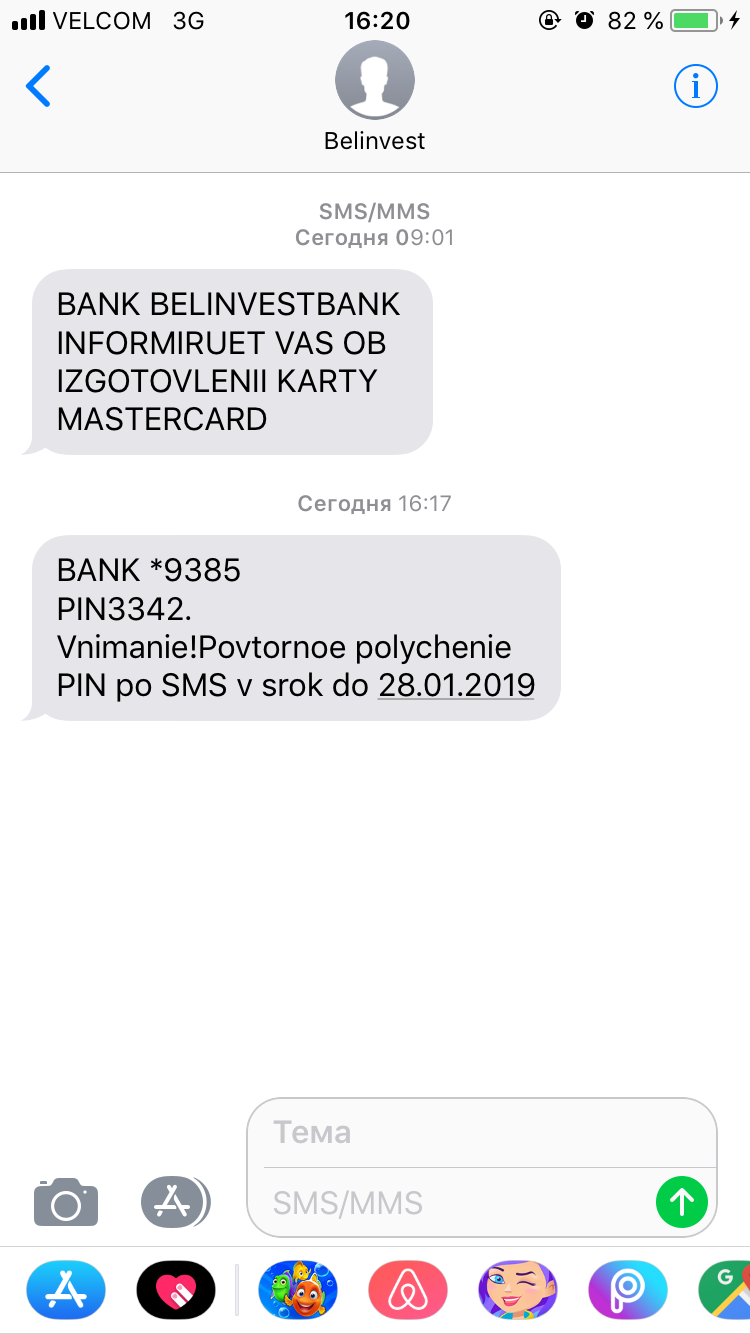 VELCOM 3G 16:20 82 %
Belinvest
SMS/MMS
Сегодня 09:01
BANK BELINVESTBANK
INFORMIRUET VAS OB
IZGOTOVLENII KARTY
MASTERCARD
Сегодня 16:17
BANK *9385
PIN3342.
Vnimanie!Povtornoe polychenie
PIN po SMS v srok do 28.01.2019
Тема
SMS/MMS